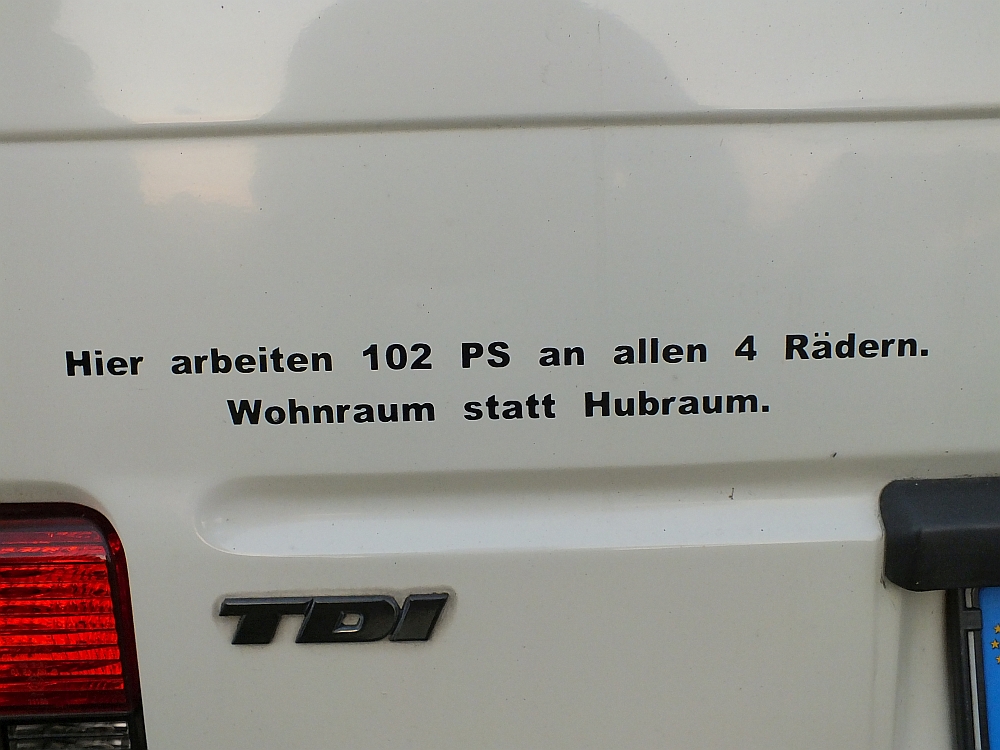 Hier arbeiten 102 PS an allen 4 Rädern.
Wohnraum statt Hubraum.
TDI